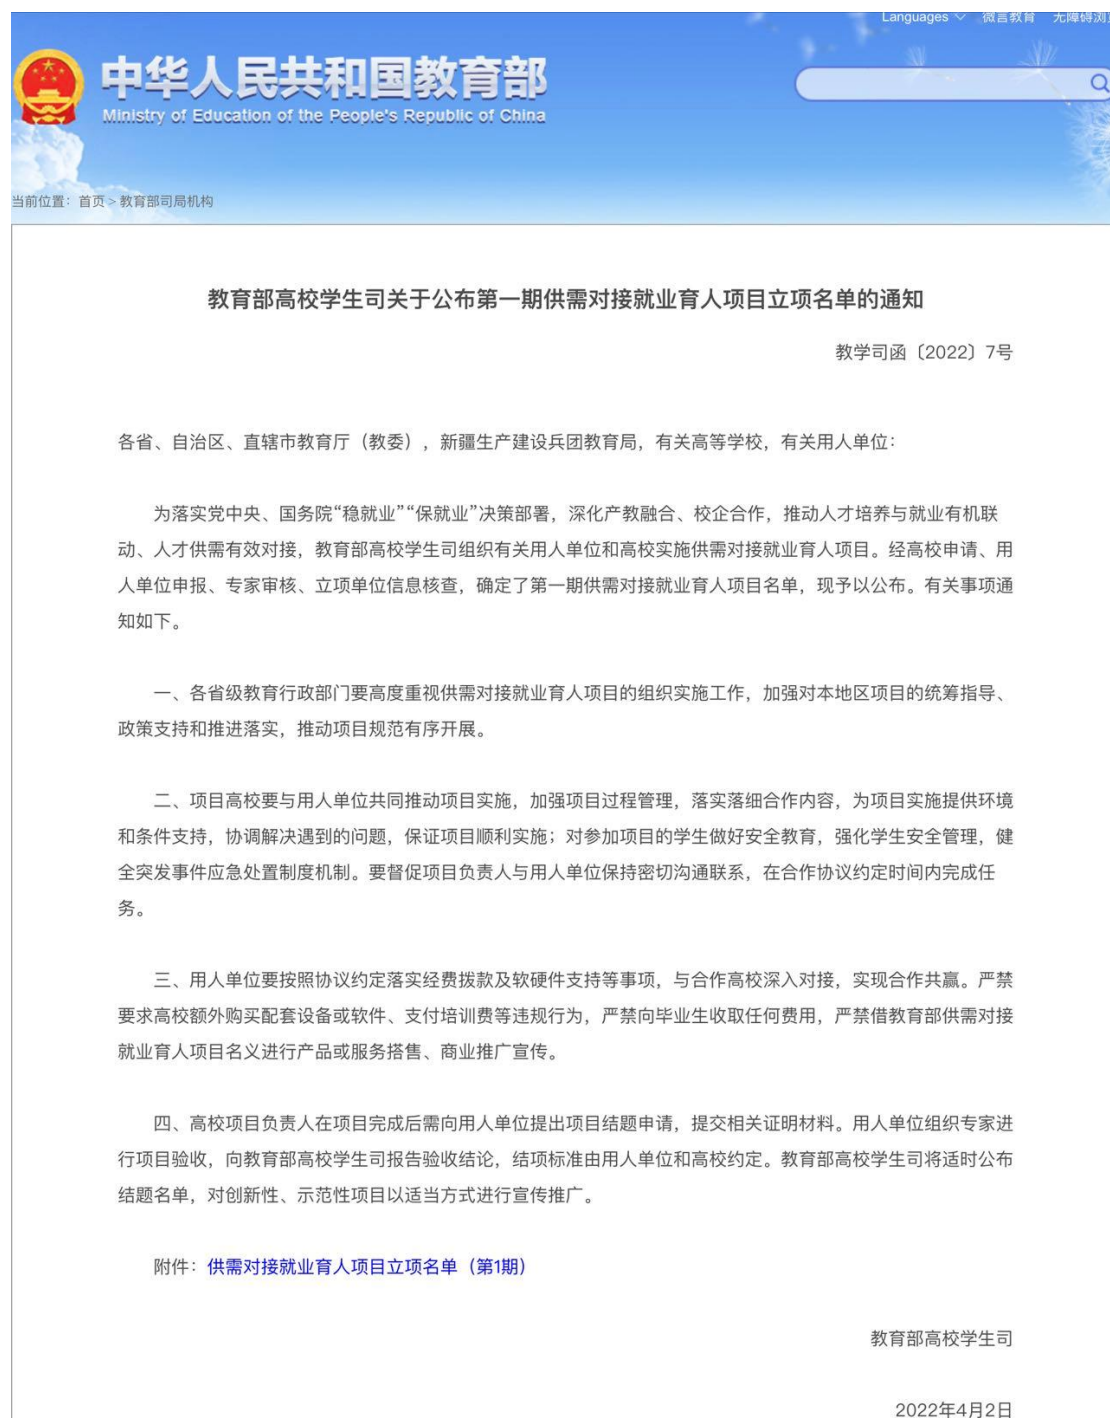 Languages 微言教育 无障碍浏
中华人民共和国教育部
Ministry of Education of the People's Republic of China
当前位置：首页 > 教育部司局机构
教育部高校学生司关于公布第一期供需对接就业育人项目立项名单的通知
教学司函〔2022〕7号
各省、自治区、直辖市教育厅（教委），新疆生产建设兵团教育局，有关高等学校，有关用人单位：
为落实党中央、国务院“稳就业”“保就业”决策部署，深化产教融合、校企合作，推动人才培养与就业有机联
动、人才供需有效对接，教育部高校学生司组织有关用人单位和高校实施供需对接就业育人项目。经高校申请、用
人单位申报、专家审核、立项单位信息核查，确定了第一期供需对接就业育人项目名单，现予以公布。有关事项通
知如下。
一、各省级教育行政部门要高度重视供需对接就业育人项目的组织实施工作，加强对本地区项目的统筹指导、
政策支持和推进落实，推动项目规范有序开展。
二、项目高校要与用人单位共同推动项目实施，加强项目过程管理，落实落细合作内容，为项目实施提供环境
和条件支持，协调解决遇到的问题，保证项目顺利实施；对参加项目的学生做好安全教育，强化学生安全管理，健
全突发事件应急处置制度机制。要督促项目负责人与用人单位保持密切沟通联系，在合作协议约定时间内完成任
务。
三、用人单位要按照协议约定落实经费拨款及软硬件支持等事项，与合作高校深入对接，实现合作共赢。严禁
要求高校额外购买配套设备或软件、支付培训费等违规行为，严禁向毕业生收取任何费用，严禁借教育部供需对接
就业育人项目名义进行产品或服务搭售、商业推广宣传。
四、高校项目负责人在项目完成后需向用人单位提出项目结题申请，提交相关证明材料。用人单位组织专家进
行项目验收，向教育部高校学生司报告验收结论，结项标准由用人单位和高校约定。教育部高校学生司将适时公布
结题名单，对创新性、示范性项目以适当方式进行宣传推广。
附件：供需对接就业育人项目立项名单（第1期）
教育部高校学生司
2022年4月2日